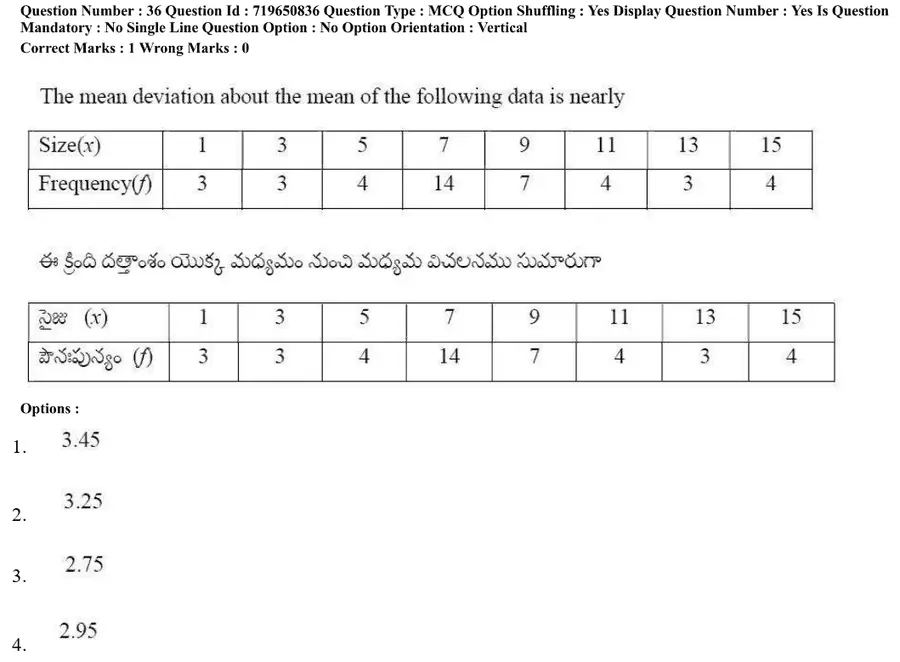 Question Number : 36 Question Id : 719650836 Question Type : MCQ Option Shuffling : Yes Display Question Number : Yes Is Question
Mandatory : No Single Line Question Option : No Option Orientation : Vertical
Correct Marks : 1 Wrong Marks : 0
The mean deviation about the mean of the following data is nearly
Size(x) 1 3 5 7 9 11 13 15
Frequency(f) 3 3 4 14 7 4 3 4
ఈ క్రింది దత్తాంశం యొక్క మధ్యమం నుంచి మధ్యమ విచలనము సుమారుగా
సైజు (x) 1 3 5 7 9 11 13 15
పౌనఃపున్యం (f) 3 3 4 14 7 4 3 4
Options :
1. 3.45
2. 3.25
3. 2.75
4. 2.95